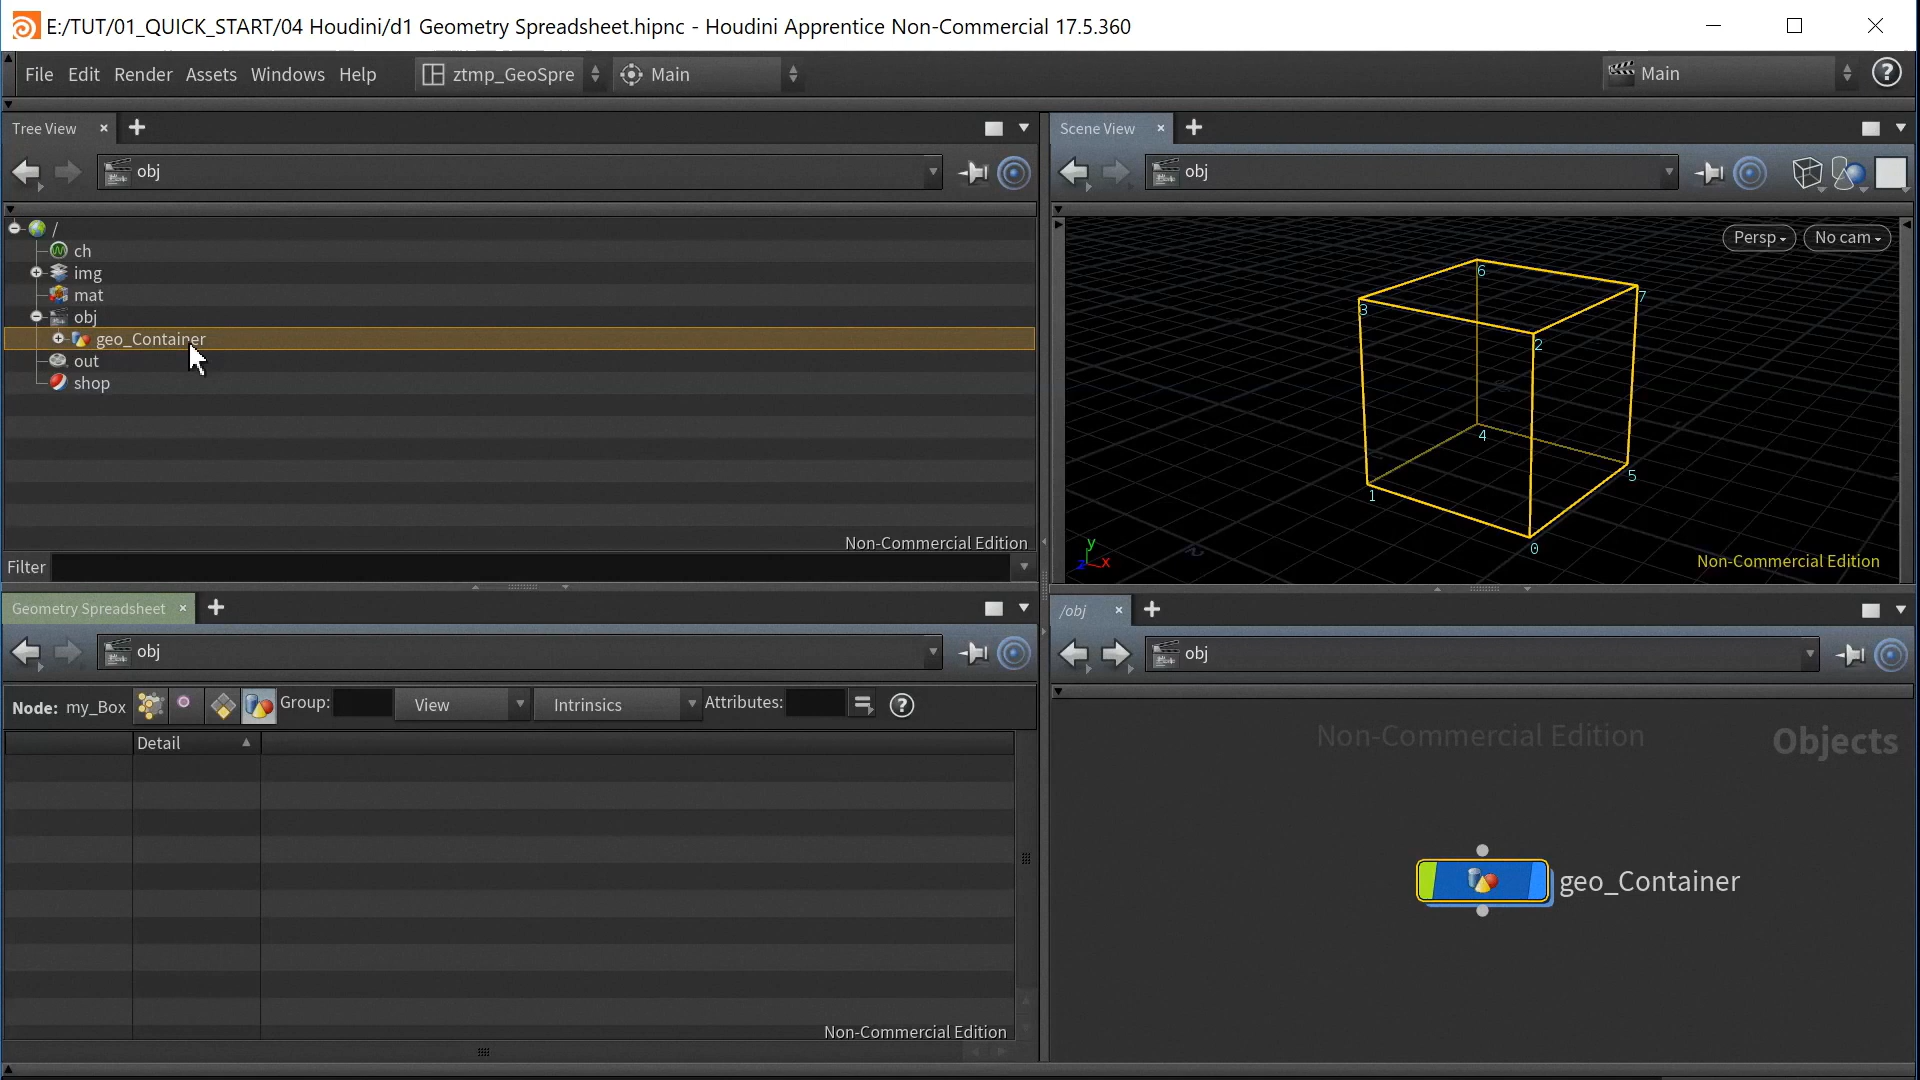 E:/TUT/01_QUICK_START/04 Houdini/d1 Geometry Spreadsheet.hipnc - Houdini Apprentice Non-Commercial 17.5.360
File Edit Render Assets Windows Help ztmp_GeoSpre Main Main ?
Tree View
obj
/
ch
img
mat
obj
geo_Container
out
shop
Non-Commercial Edition
Filter
Scene View
obj
Persp No cam
6
7
3
2
4
5
1
0
y
z x
Non-Commercial Edition
Geometry Spreadsheet
obj
Node: my_Box Group: View Intrinsics Attributes: ?
Detail
Non-Commercial Edition
/obj
obj
Non-Commercial Edition Objects
geo_Container